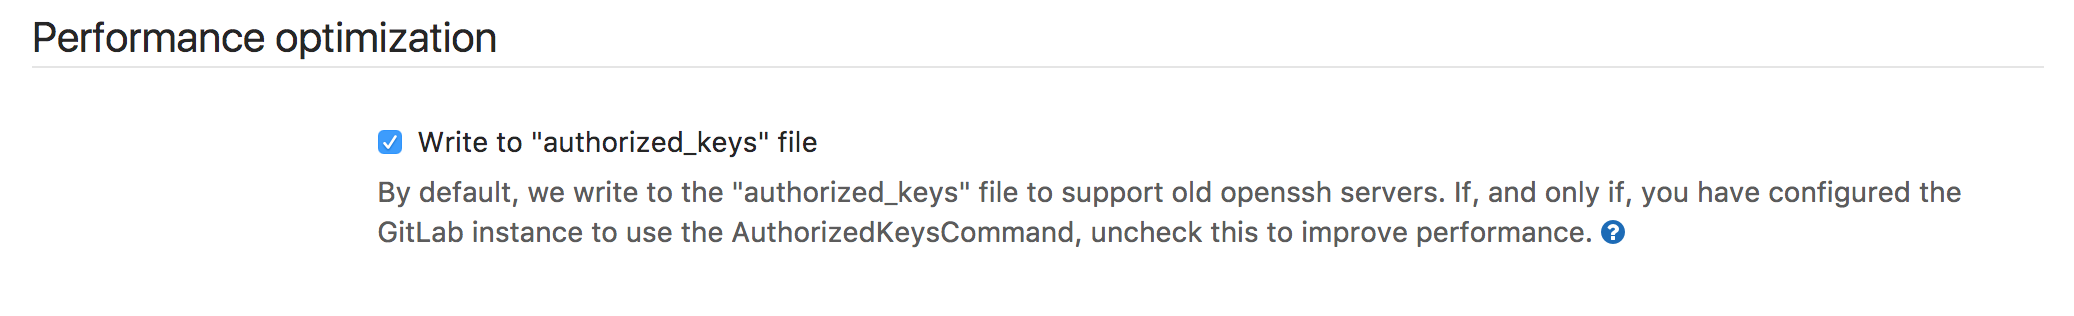 Performance optimization
Write to "authorized_keys" file
By default, we write to the "authorized_keys" file to support old openssh servers. If, and only if, you have configured the
GitLab instance to use the AuthorizedKeysCommand, uncheck this to improve performance. ?